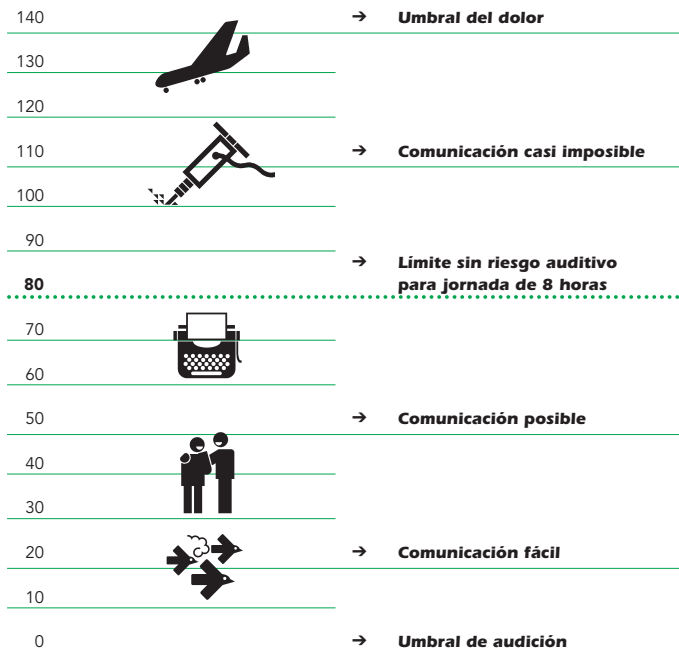 140 ➔ Umbral del dolor
130
120
110 ➔ Comunicación casi imposible
100
90
➔ Límite sin riesgo auditivo
80 para jornada de 8 horas
70
60
50 ➔ Comunicación posible
40
30
20 ➔ Comunicación fácil
10
0 ➔ Umbral de audición